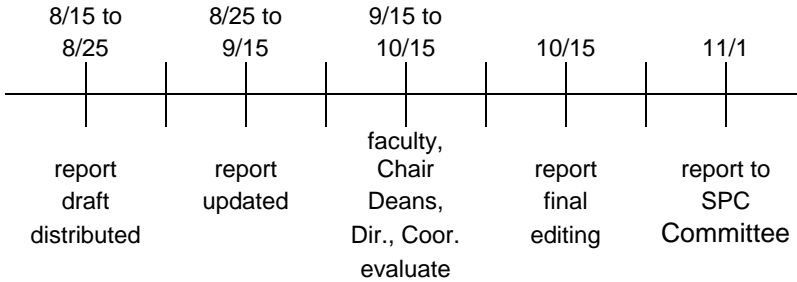 8/15 to
8/25
8/25 to
9/15
9/15 to
10/15
10/15
11/1
report
draft
distributed
report
updated
faculty,
Chair
Deans,
Dir., Coor.
evaluate
report
final
editing
report to
SPC
Committee